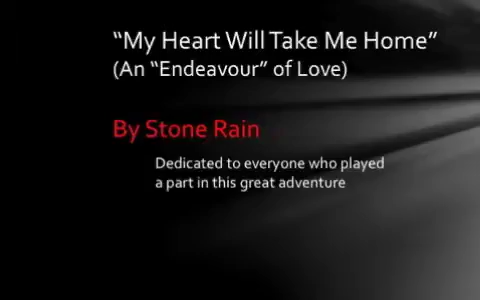 “My Heart Will Take Me Home”
(An “Endeavour” of Love)
By Stone Rain
Dedicated to everyone who played
a part in this great adventure